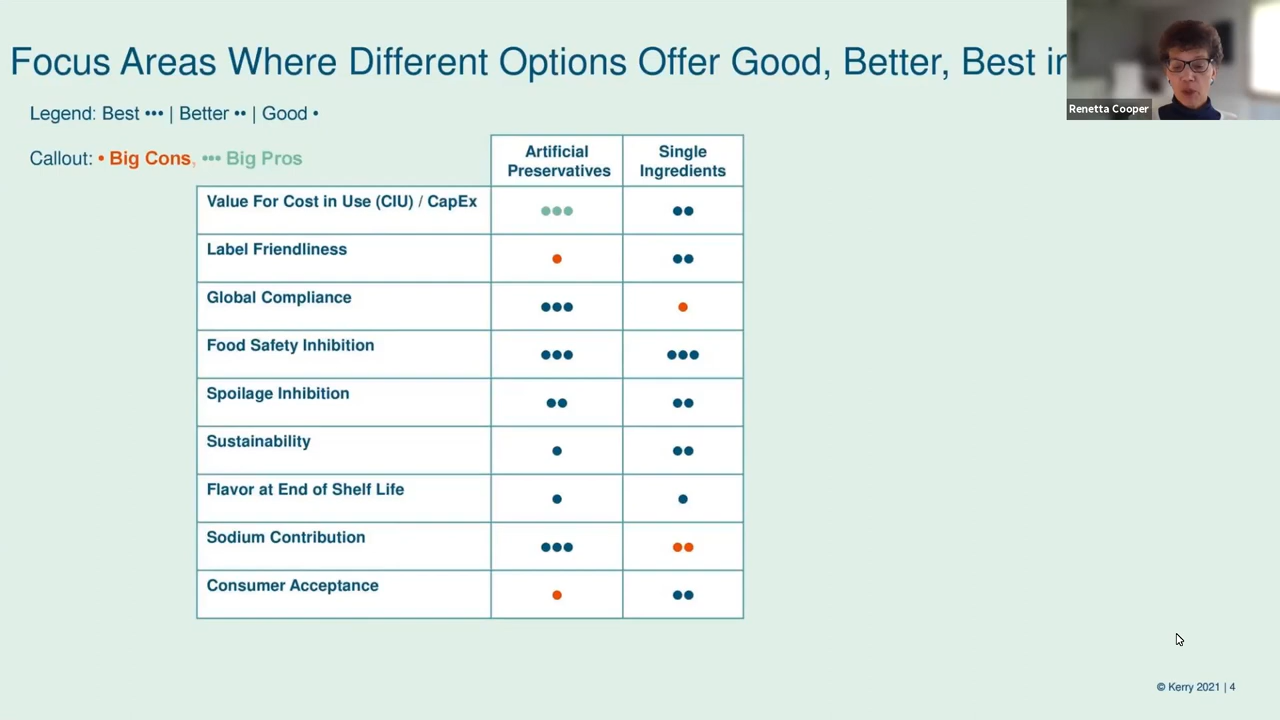 Focus Areas Where Different Options Offer Good, Better, Best in
Renetta Cooper
Legend: Best ••• | Better •• | Good •
Callout: • Big Cons, ••• Big Pros
Artificial Preservatives
Single Ingredients
Value For Cost in Use (CIU) / CapEx ••• ••
Label Friendliness • ••
Global Compliance ••• •
Food Safety Inhibition ••• •••
Spoilage Inhibition •• ••
Sustainability • ••
Flavor at End of Shelf Life • •
Sodium Contribution ••• ••
Consumer Acceptance • ••
© Kerry 2021 | 4